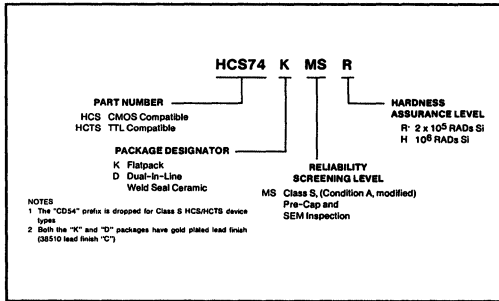 HCS74 K MS R
PART NUMBER
HCS CMOS Compatible
HCTS TTL Compatible
HARDNESS
ASSURANCE LEVEL
R· 2 x 10⁵ RADs Si
H 10⁶ RADs Si
PACKAGE DESIGNATOR
K Flatpack
D Dual-In-Line
Weld Seal Ceramic
RELIABILITY
SCREENING LEVEL
MS Class S, (Condition A, modified)
Pre-Cap and
SEM Inspection
NOTES
1 The "CD54" prefix is dropped for Class S HCS/HCTS device
types
2 Both the "K" and "D" packages have gold plated lead finish
(38510 lead finish "C")